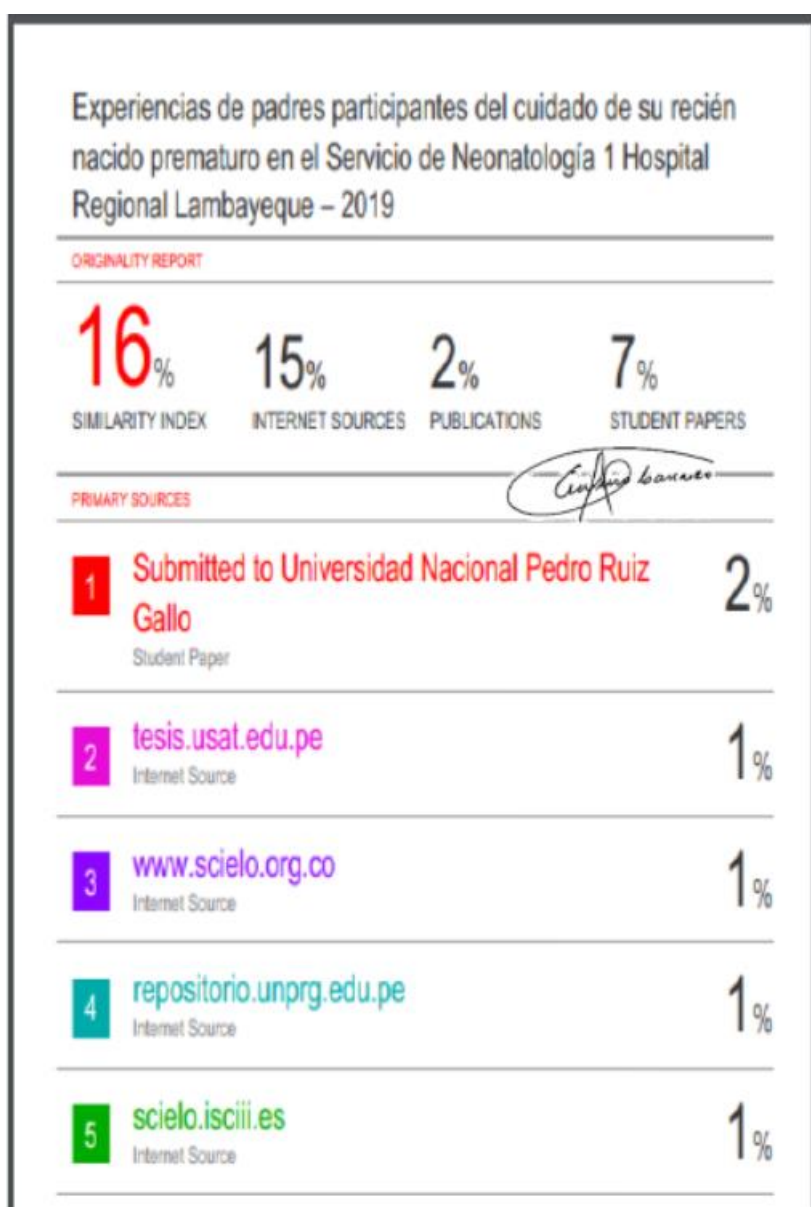 Experiencias de padres participantes del cuidado de su recién
nacido prematuro en el Servicio de Neonatología 1 Hospital
Regional Lambayeque – 2019
ORIGINALITY REPORT
16% 15% 2% 7%
SIMILARITY INDEX INTERNET SOURCES PUBLICATIONS STUDENT PAPERS
PRIMARY SOURCES
1 Submitted to Universidad Nacional Pedro Ruiz 2%
Gallo
Student Paper
2 tesis.usat.edu.pe 1%
Internet Source
3 www.scielo.org.co 1%
Internet Source
4 repositorio.unprg.edu.pe 1%
Internet Source
5 scielo.isciii.es 1%
Internet Source